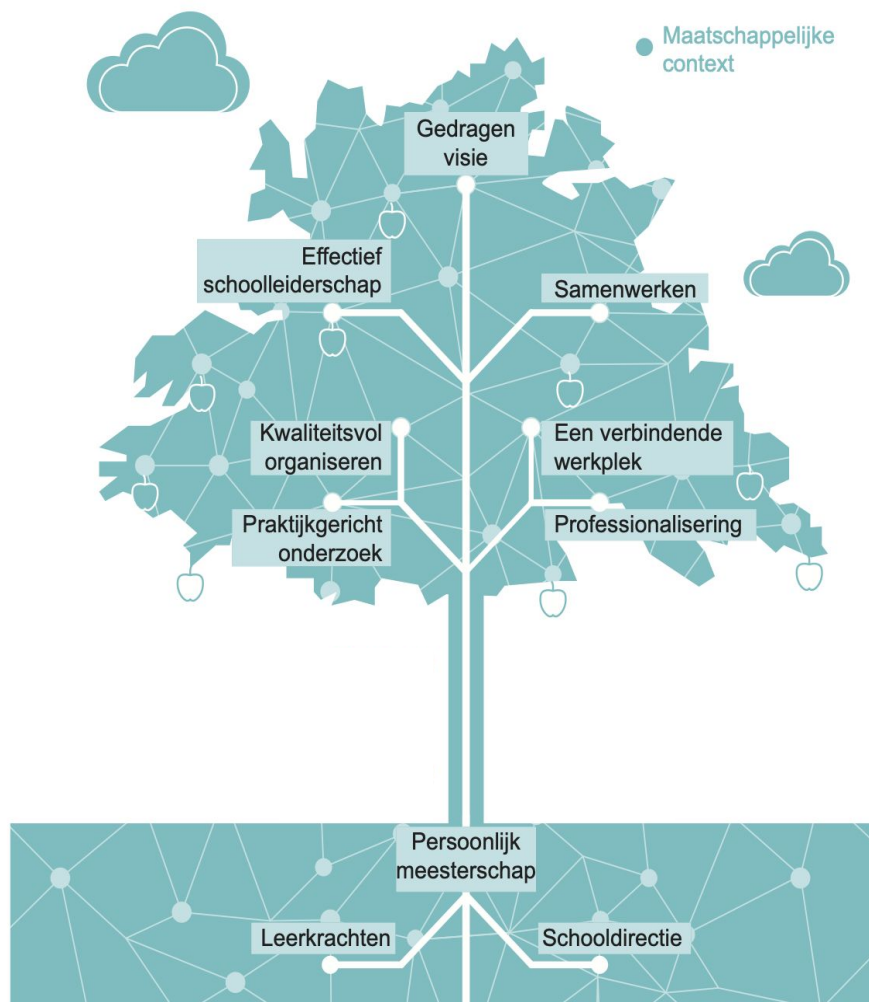 Maatschappelijke
context
Gedragen
visie
Effectief
schoolleiderschap
Samenwerken
Kwaliteitsvol
organiseren
Een verbindende
werkplek
Praktijkgericht
onderzoek
Professionalisering
Persoonlijk
meesterschap
Leerkrachten
Schooldirectie